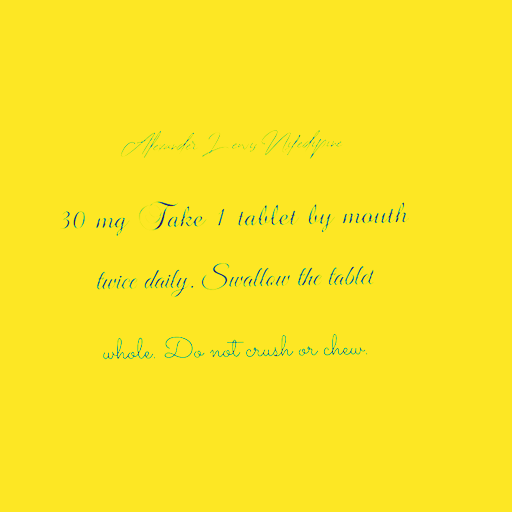 Alexander Lewis Nifedipine
30 mg Take 1 tablet by mouth
twice daily. Swallow the tablet
whole. Do not crush or chew.